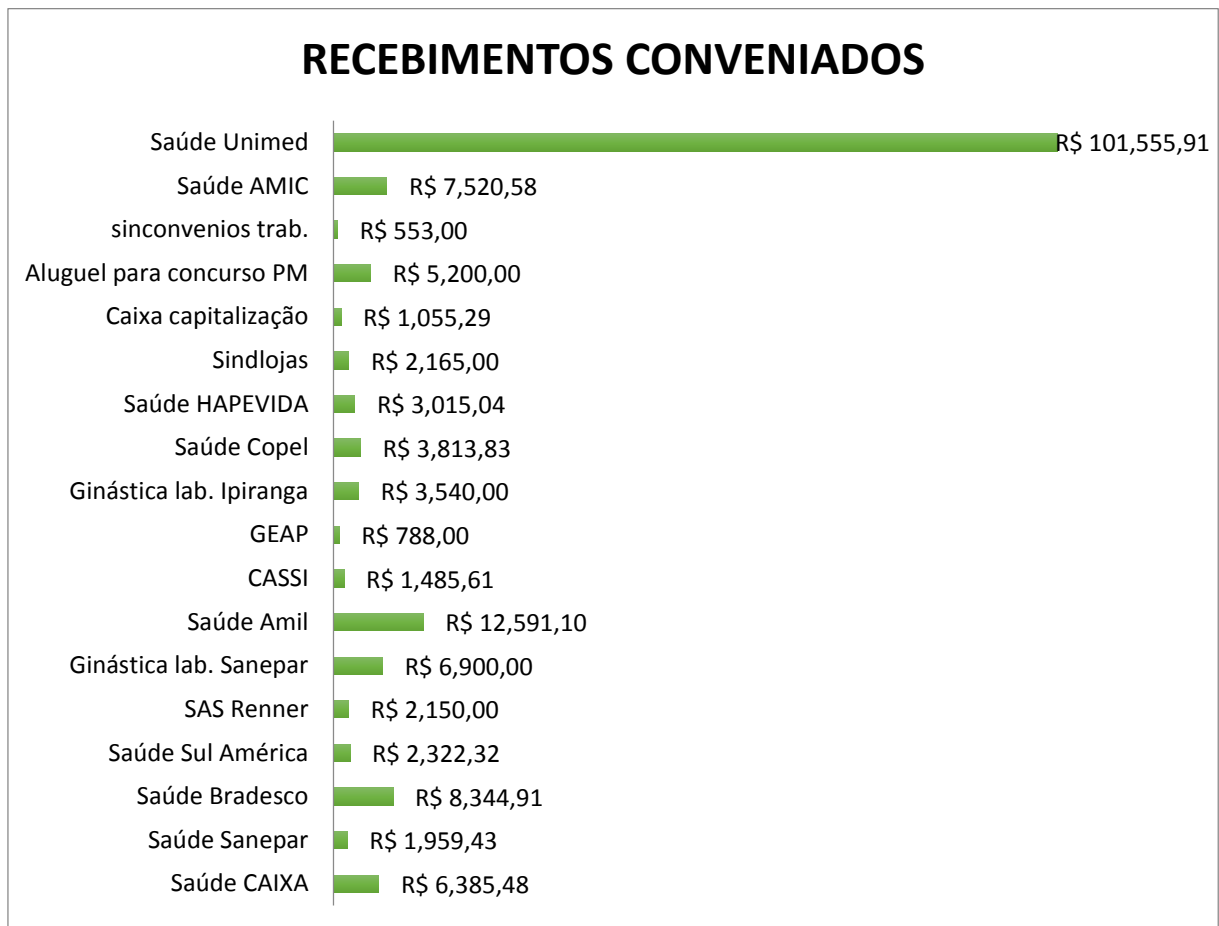 RECEBIMENTOS CONVENIADOS
Saúde Unimed R$ 101,555,91
Saúde AMIC R$ 7,520,58
sinconvenios trab. R$ 553,00
Aluguel para concurso PM R$ 5,200,00
Caixa capitalização R$ 1,055,29
Sindlojas R$ 2,165,00
Saúde HAPEVIDA R$ 3,015,04
Saúde Copel R$ 3,813,83
Ginástica lab. Ipiranga R$ 3,540,00
GEAP R$ 788,00
CASSI R$ 1,485,61
Saúde Amil R$ 12,591,10
Ginástica lab. Sanepar R$ 6,900,00
SAS Renner R$ 2,150,00
Saúde Sul América R$ 2,322,32
Saúde Bradesco R$ 8,344,91
Saúde Sanepar R$ 1,959,43
Saúde CAIXA R$ 6,385,48